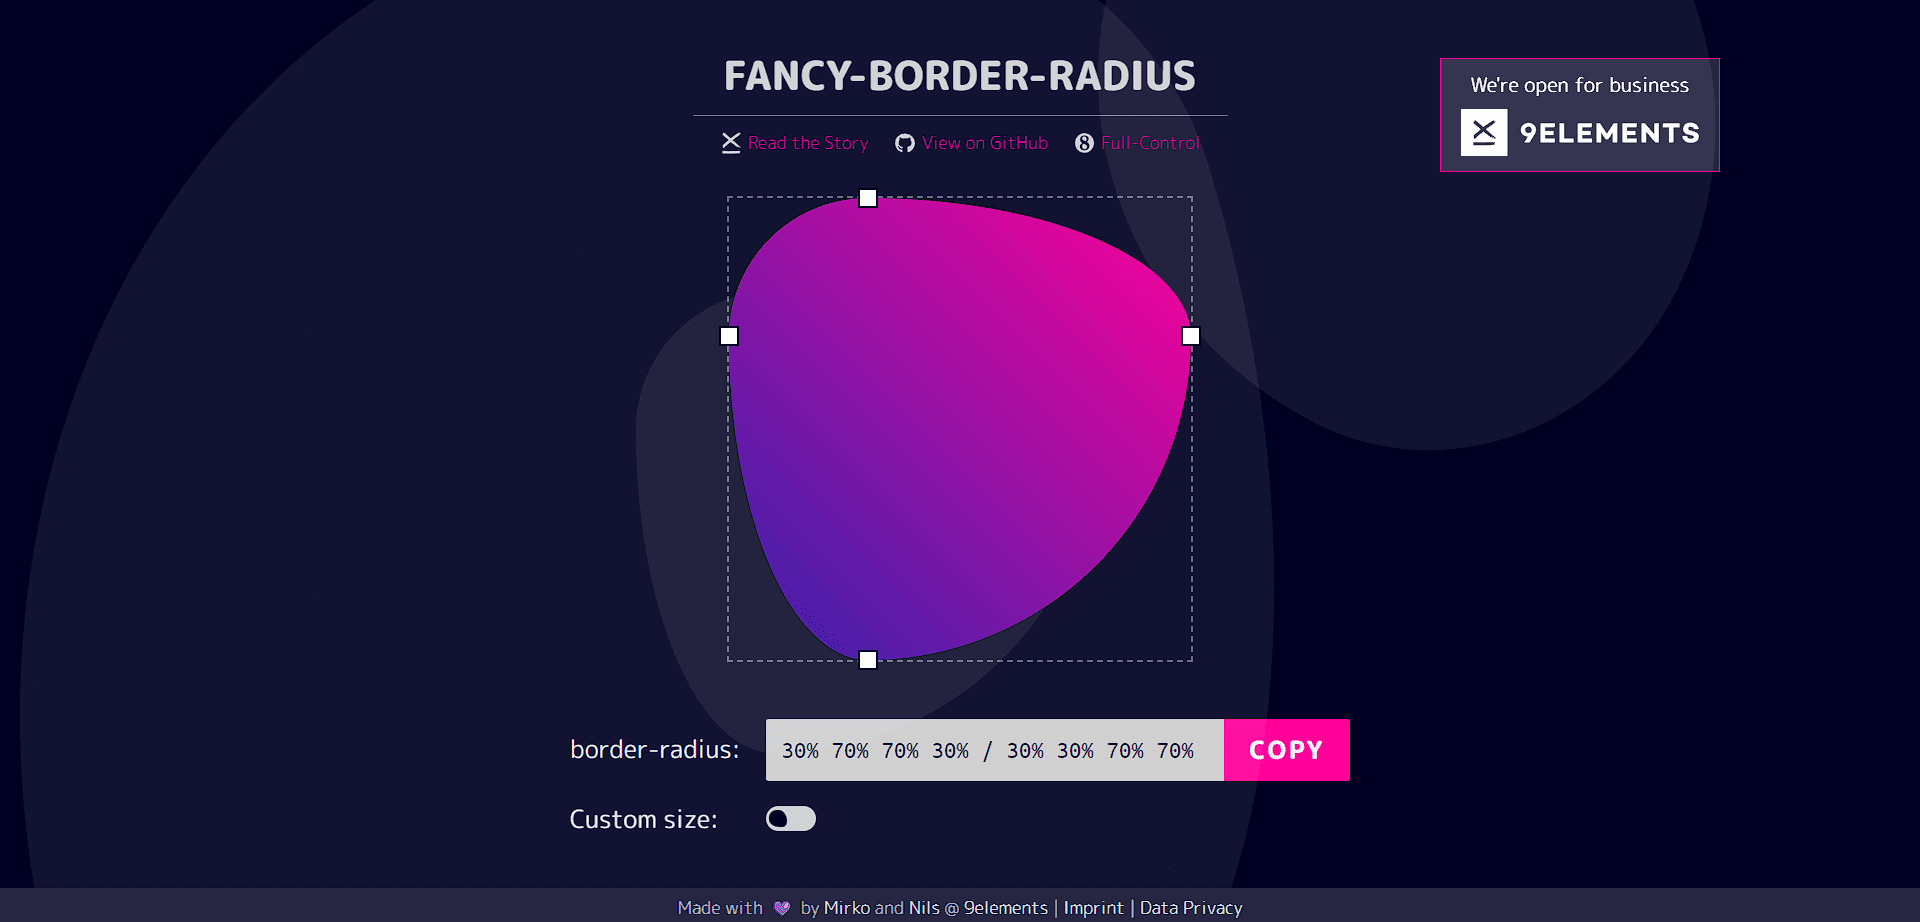 FANCY-BORDER-RADIUS
Read the Story View on GitHub 8 Full-Control
We're open for business
9ELEMENTS
border-radius: 30% 70% 70% 30% / 30% 30% 70% 70% COPY
Custom size:
Made with 💜 by Mirko and Nils @ 9elements | Imprint | Data Privacy